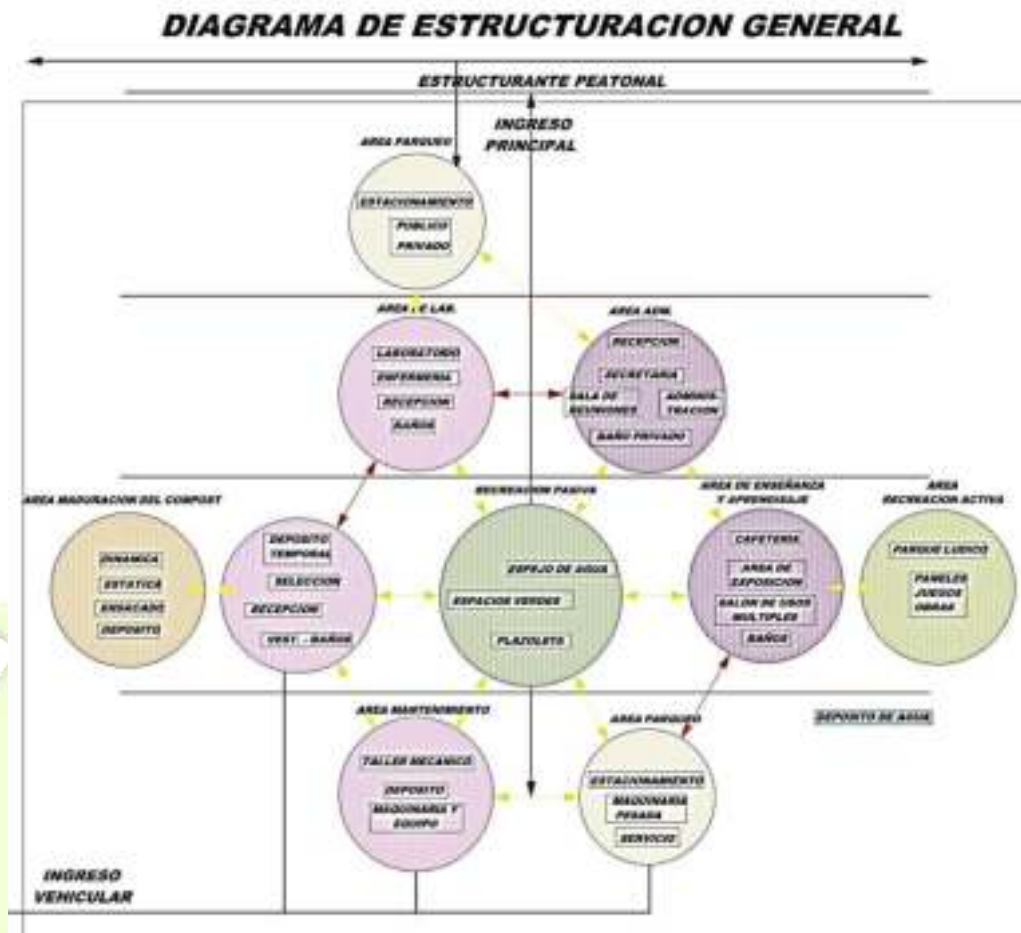 DIAGRAMA DE ESTRUCTURACION GENERAL
ESTRUCTURANTE PEATONAL
INGRESO
PRINCIPAL
AREA PARQUEO
ESTACIONAMIENTO
PUBLICO
PRIVADO
AREA DE LAB.
LABORATORIO
ENFERMERIA
RECEPCION
BAÑOS
AREA ADM.
RECEPCION
SECRETARIA
SALA DE
REUNIONES
ADMINIS-
TRACION
BAÑO PRIVADO
AREA MADURACION DEL COMPOST
DINAMICA
ESTATICA
ENSACADO
DEPOSITO
DEPOSITO
TEMPORAL
SELECCION
RECEPCION
VEST. - BAÑOS
RECREACION PASIVA
ESPEJO DE AGUA
ESPACIOS VERDES
PLAZOLETA
AREA DE ENSEÑANZA
Y APRENDIZAJE
CAFETERIA
AREA DE
EXPOSICION
SALON DE USOS
MULTIPLES
BAÑOS
AREA
RECREACION ACTIVA
PARQUE LUDICO
PANELES
JUEGOS
OBRAS
AREA MANTENIMIENTO
TALLER MECANICO
DEPOSITO
MAQUINARIA Y
EQUIPO
AREA PARQUEO
ESTACIONAMIENTO
MAQUINARIA
PESADA
SERVICIO
DEPOSITO DE AGUA
INGRESO
VEHICULAR